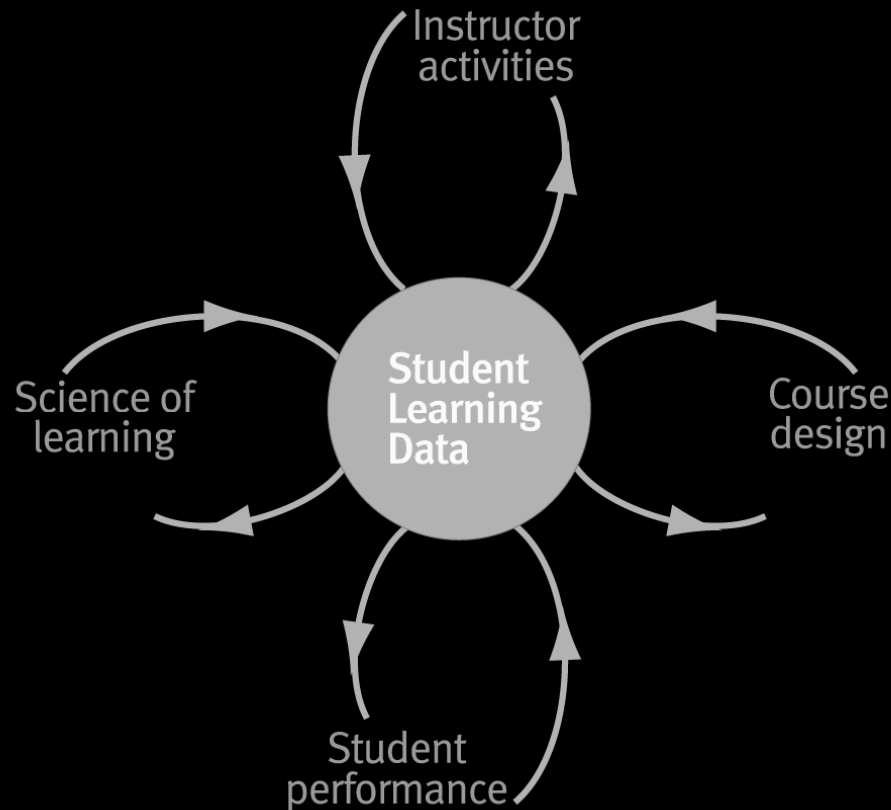 Instructor
activities
Student
Learning
Data
Science of
learning
Course
design
Student
performance